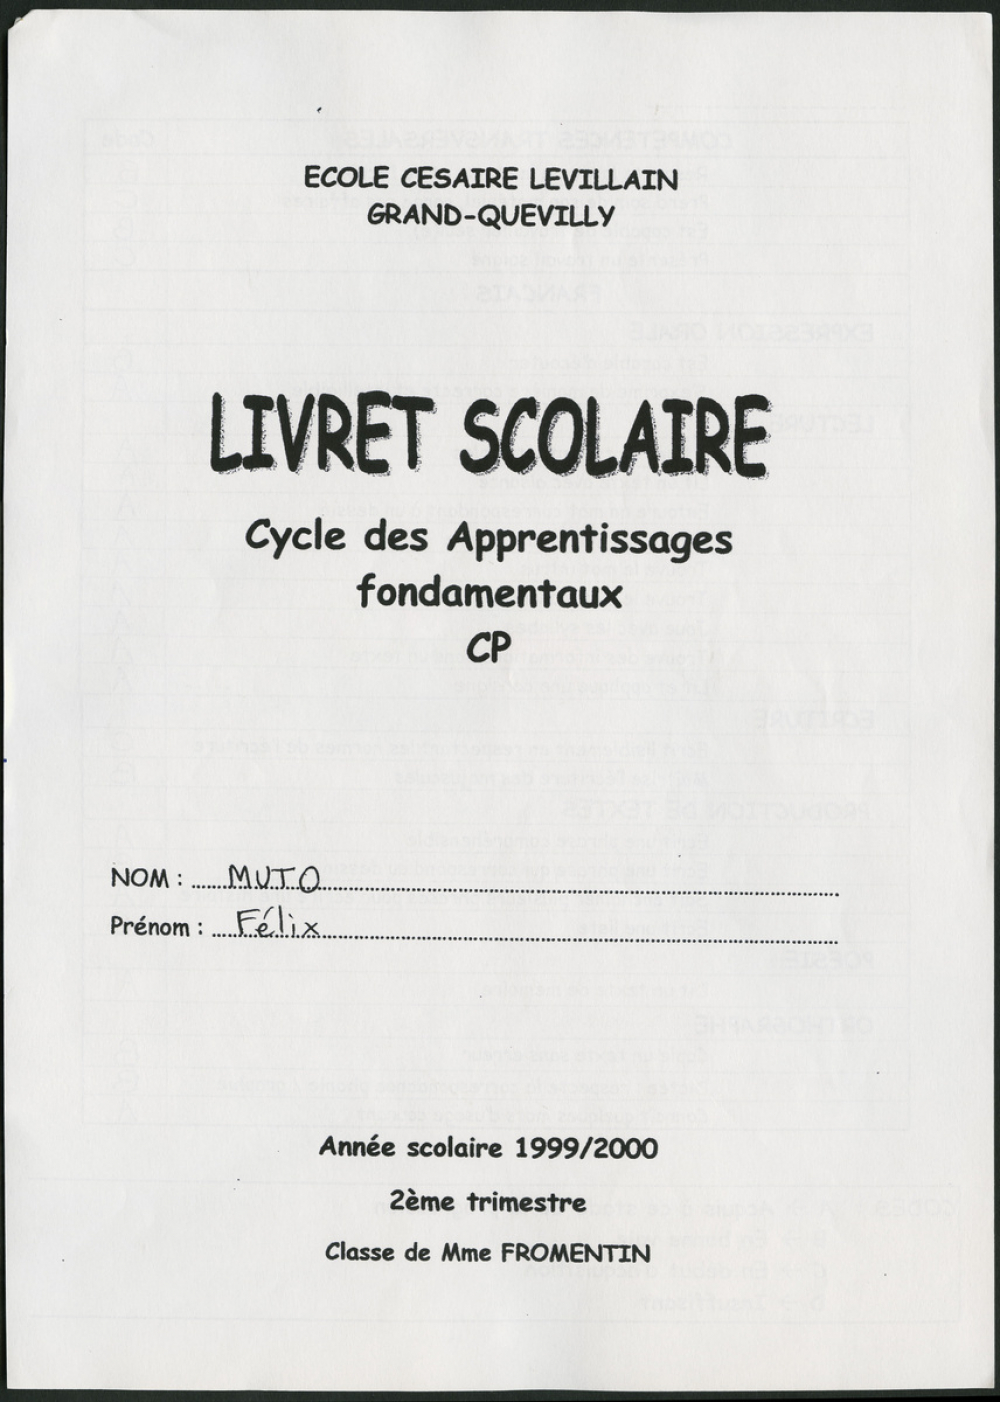 ECOLE CESAIRE LEVILLAIN
GRAND-QUEVILLY
LIVRET SCOLAIRE
Cycle des Apprentissages
fondamentaux
CP
NOM : MUTO
Prénom : Félix
Année scolaire 1999/2000
2ème trimestre
Classe de Mme FROMENTIN